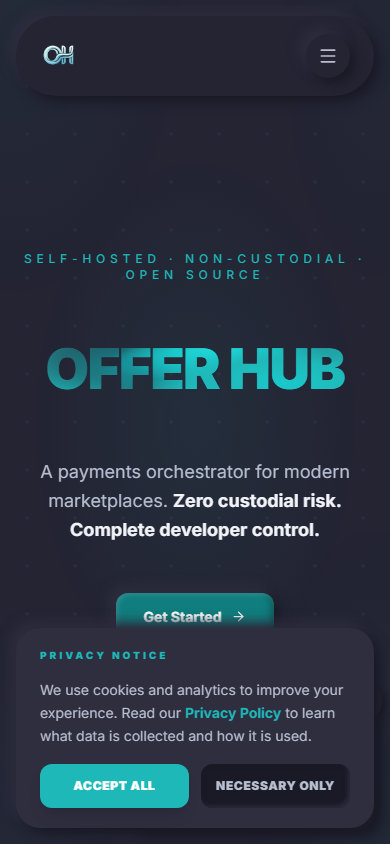 OH
SELF-HOSTED · NON-CUSTODIAL ·
OPEN SOURCE
OFFER HUB
A payments orchestrator for modern
marketplaces. Zero custodial risk.
Complete developer control.
Get Started →
PRIVACY NOTICE
We use cookies and analytics to improve your
experience. Read our Privacy Policy to learn
what data is collected and how it is used.
ACCEPT ALL
NECESSARY ONLY